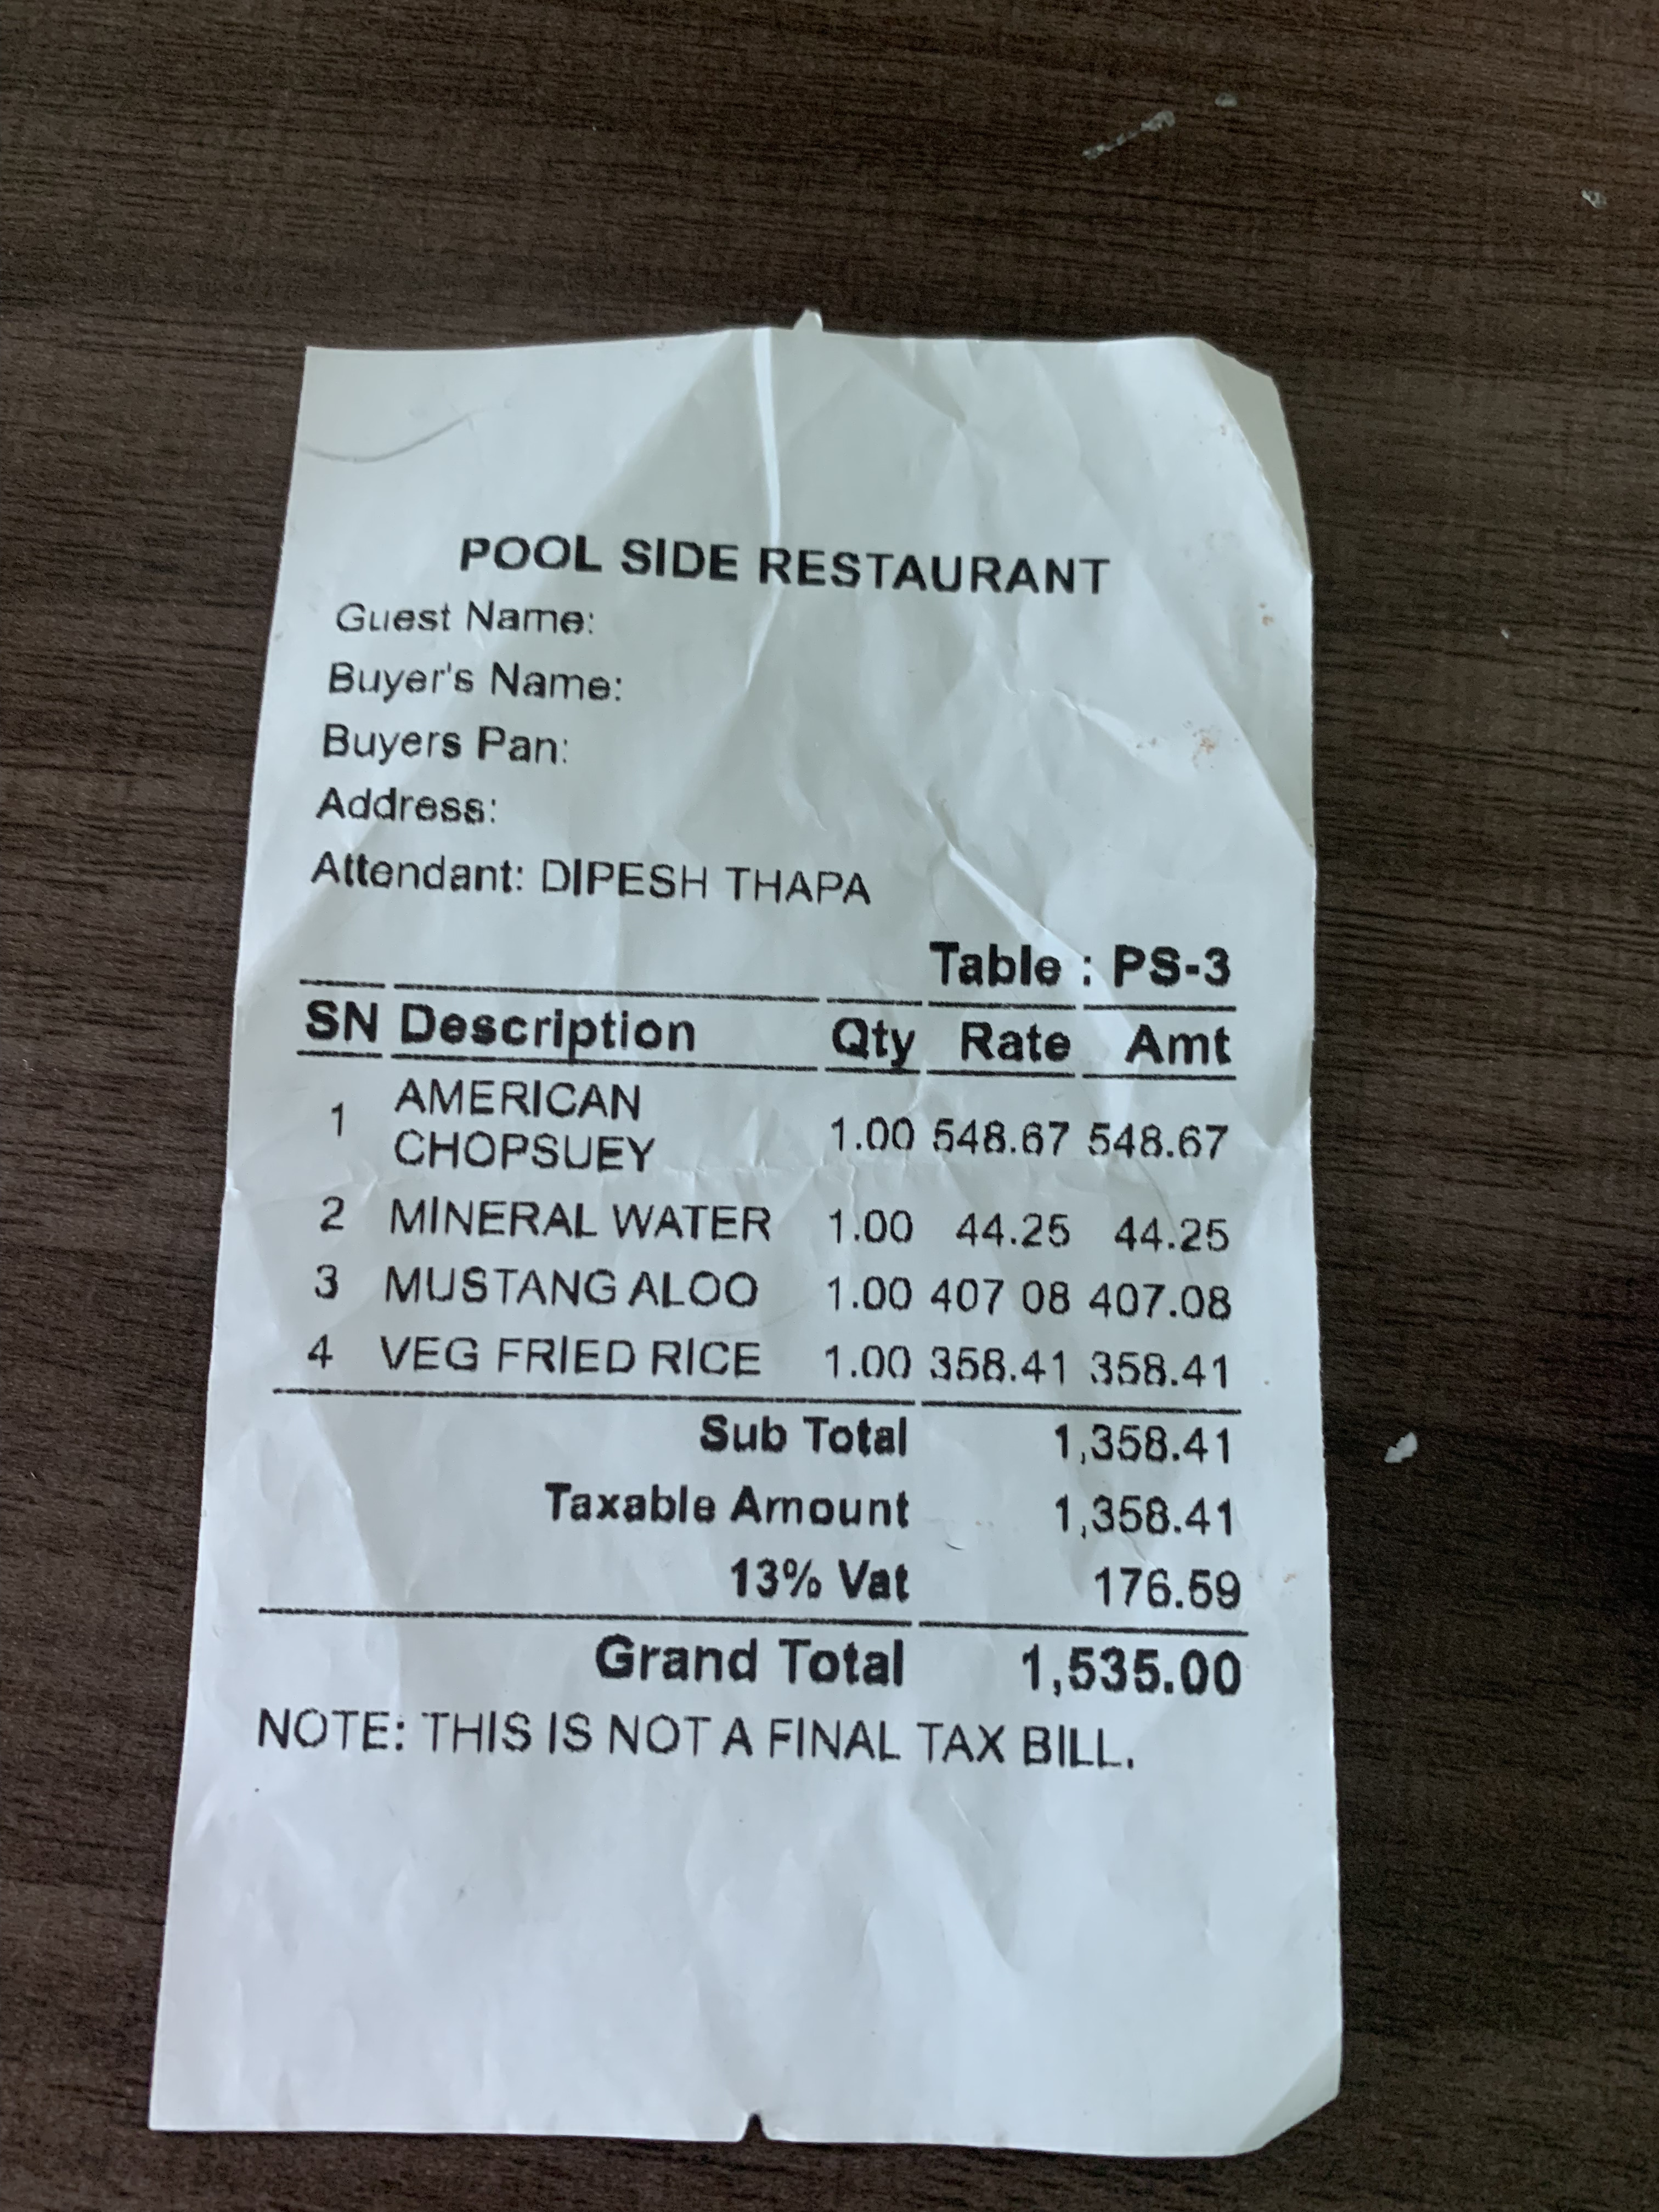 POOL SIDE RESTAURANT
Guest Name:
Buyer's Name:
Buyers Pan:
Address:
Attendant: DIPESH THAPA
Table : PS-3
SN Description Qty Rate Amt
1 AMERICAN CHOPSUEY 1.00 548.67 548.67
2 MINERAL WATER 1.00 44.25 44.25
3 MUSTANG ALOO 1.00 407 08 407.08
4 VEG FRIED RICE 1.00 358.41 358.41
Sub Total 1,358.41
Taxable Amount 1,358.41
13% Vat 176.59
Grand Total 1,535.00
NOTE: THIS IS NOT A FINAL TAX BILL.